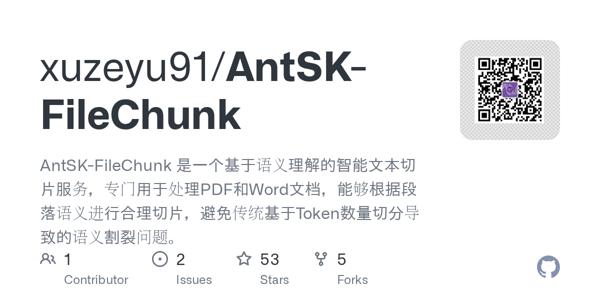 xuzeyu91/AntSK-
FileChunk
AntSK-FileChunk 是一个基于语义理解的智能文本切
片服务，专门用于处理PDF和Word文档，能够根据段
落语义进行合理切片，避免传统基于Token数量切分导
致的语义割裂问题。
1 2 53 5
Contributor Issues Stars Forks